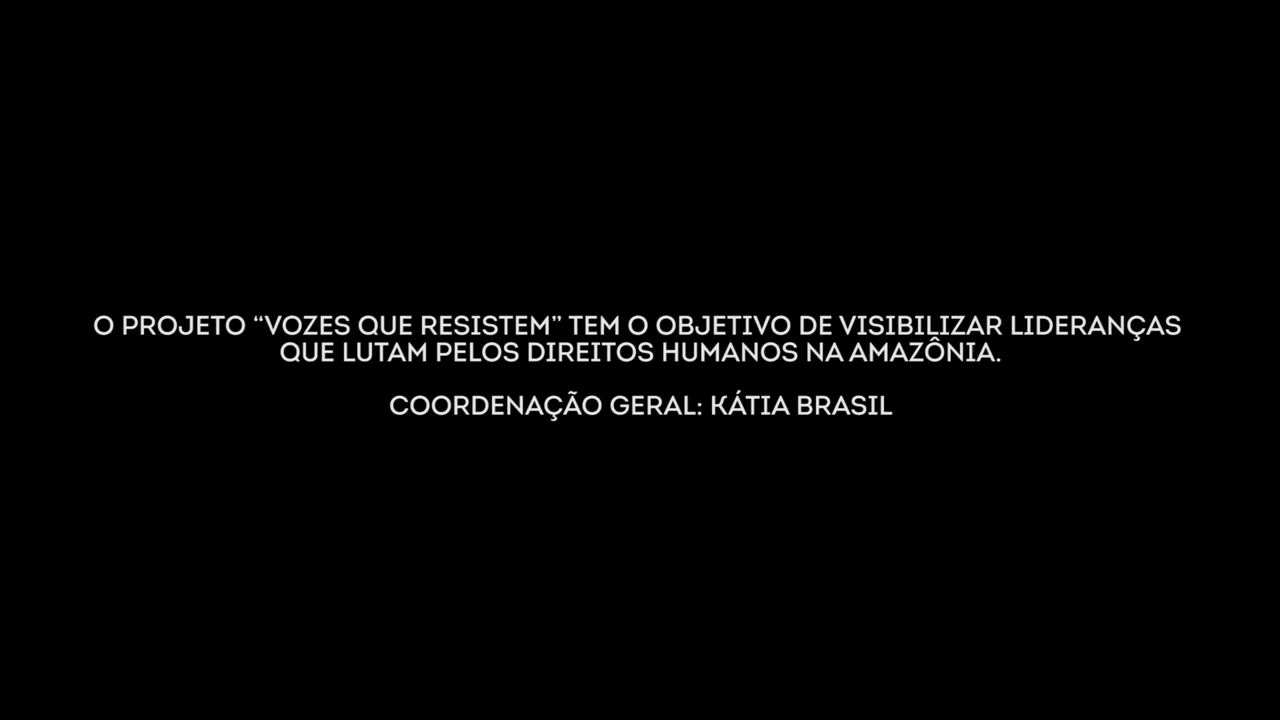 O PROJETO “VOZES QUE RESISTEM” TEM O OBJETIVO DE VISIBILIZAR LIDERANÇAS
QUE LUTAM PELOS DIREITOS HUMANOS NA AMAZÔNIA.
COORDENAÇÃO GERAL: KÁTIA BRASIL